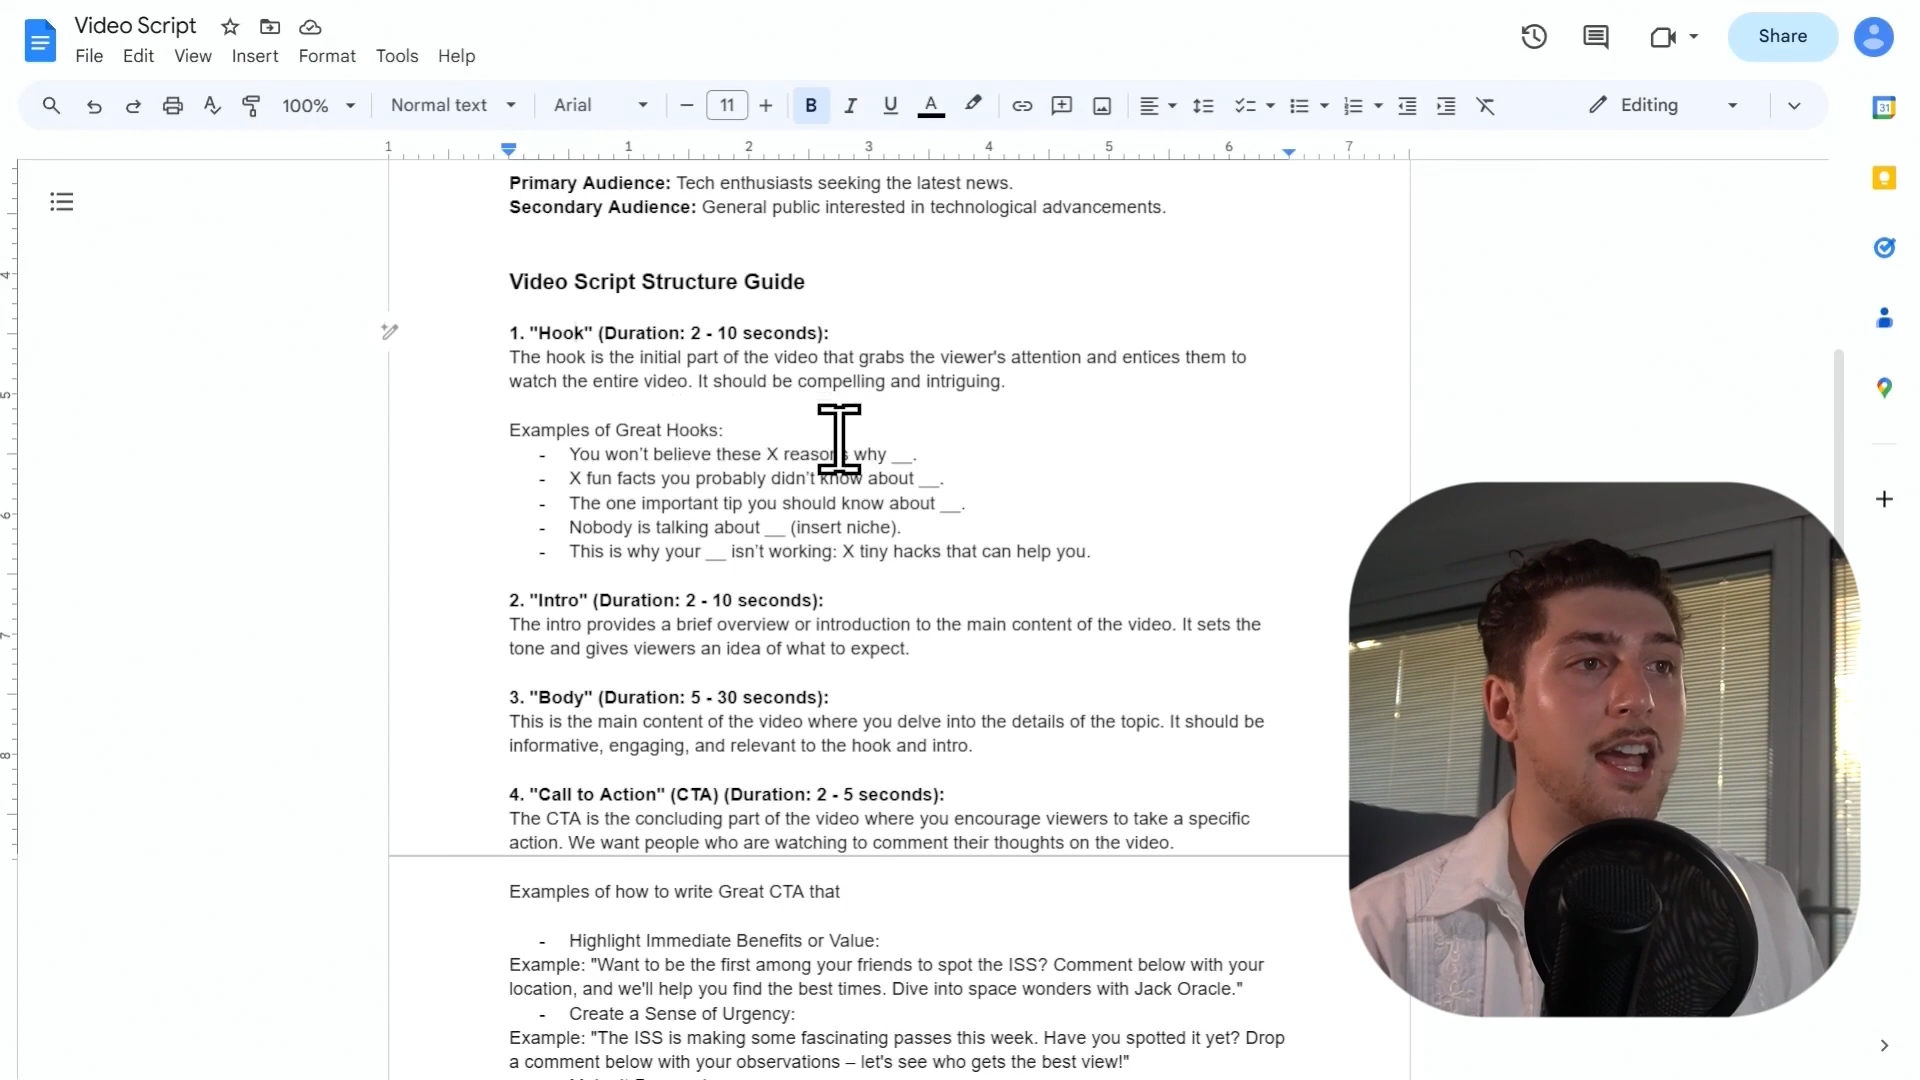 Video Script
File Edit View Insert Format Tools Help
Share
100% Normal text Arial 11 B I U A Editing
31
1 1 2 3 4 5 6 7
4
5
6
7
8
Primary Audience: Tech enthusiasts seeking the latest news.
Secondary Audience: General public interested in technological advancements.
Video Script Structure Guide
1. "Hook" (Duration: 2 - 10 seconds):
The hook is the initial part of the video that grabs the viewer's attention and entices them to
watch the entire video. It should be compelling and intriguing.
Examples of Great Hooks:
- You won’t believe these X reasons why __.
- X fun facts you probably didn’t know about __.
- The one important tip you should know about __.
- Nobody is talking about __ (insert niche).
- This is why your __ isn’t working: X tiny hacks that can help you.
2. "Intro" (Duration: 2 - 10 seconds):
The intro provides a brief overview or introduction to the main content of the video. It sets the
tone and gives viewers an idea of what to expect.
3. "Body" (Duration: 5 - 30 seconds):
This is the main content of the video where you delve into the details of the topic. It should be
informative, engaging, and relevant to the hook and intro.
4. "Call to Action" (CTA) (Duration: 2 - 5 seconds):
The CTA is the concluding part of the video where you encourage viewers to take a specific
action. We want people who are watching to comment their thoughts on the video.
Examples of how to write Great CTA that
- Highlight Immediate Benefits or Value:
Example: "Want to be the first among your friends to spot the ISS? Comment below with your
location, and we'll help you find the best times. Dive into space wonders with Jack Oracle."
- Create a Sense of Urgency:
Example: "The ISS is making some fascinating passes this week. Have you spotted it yet? Drop
a comment below with your observations – let's see who gets the best view!"